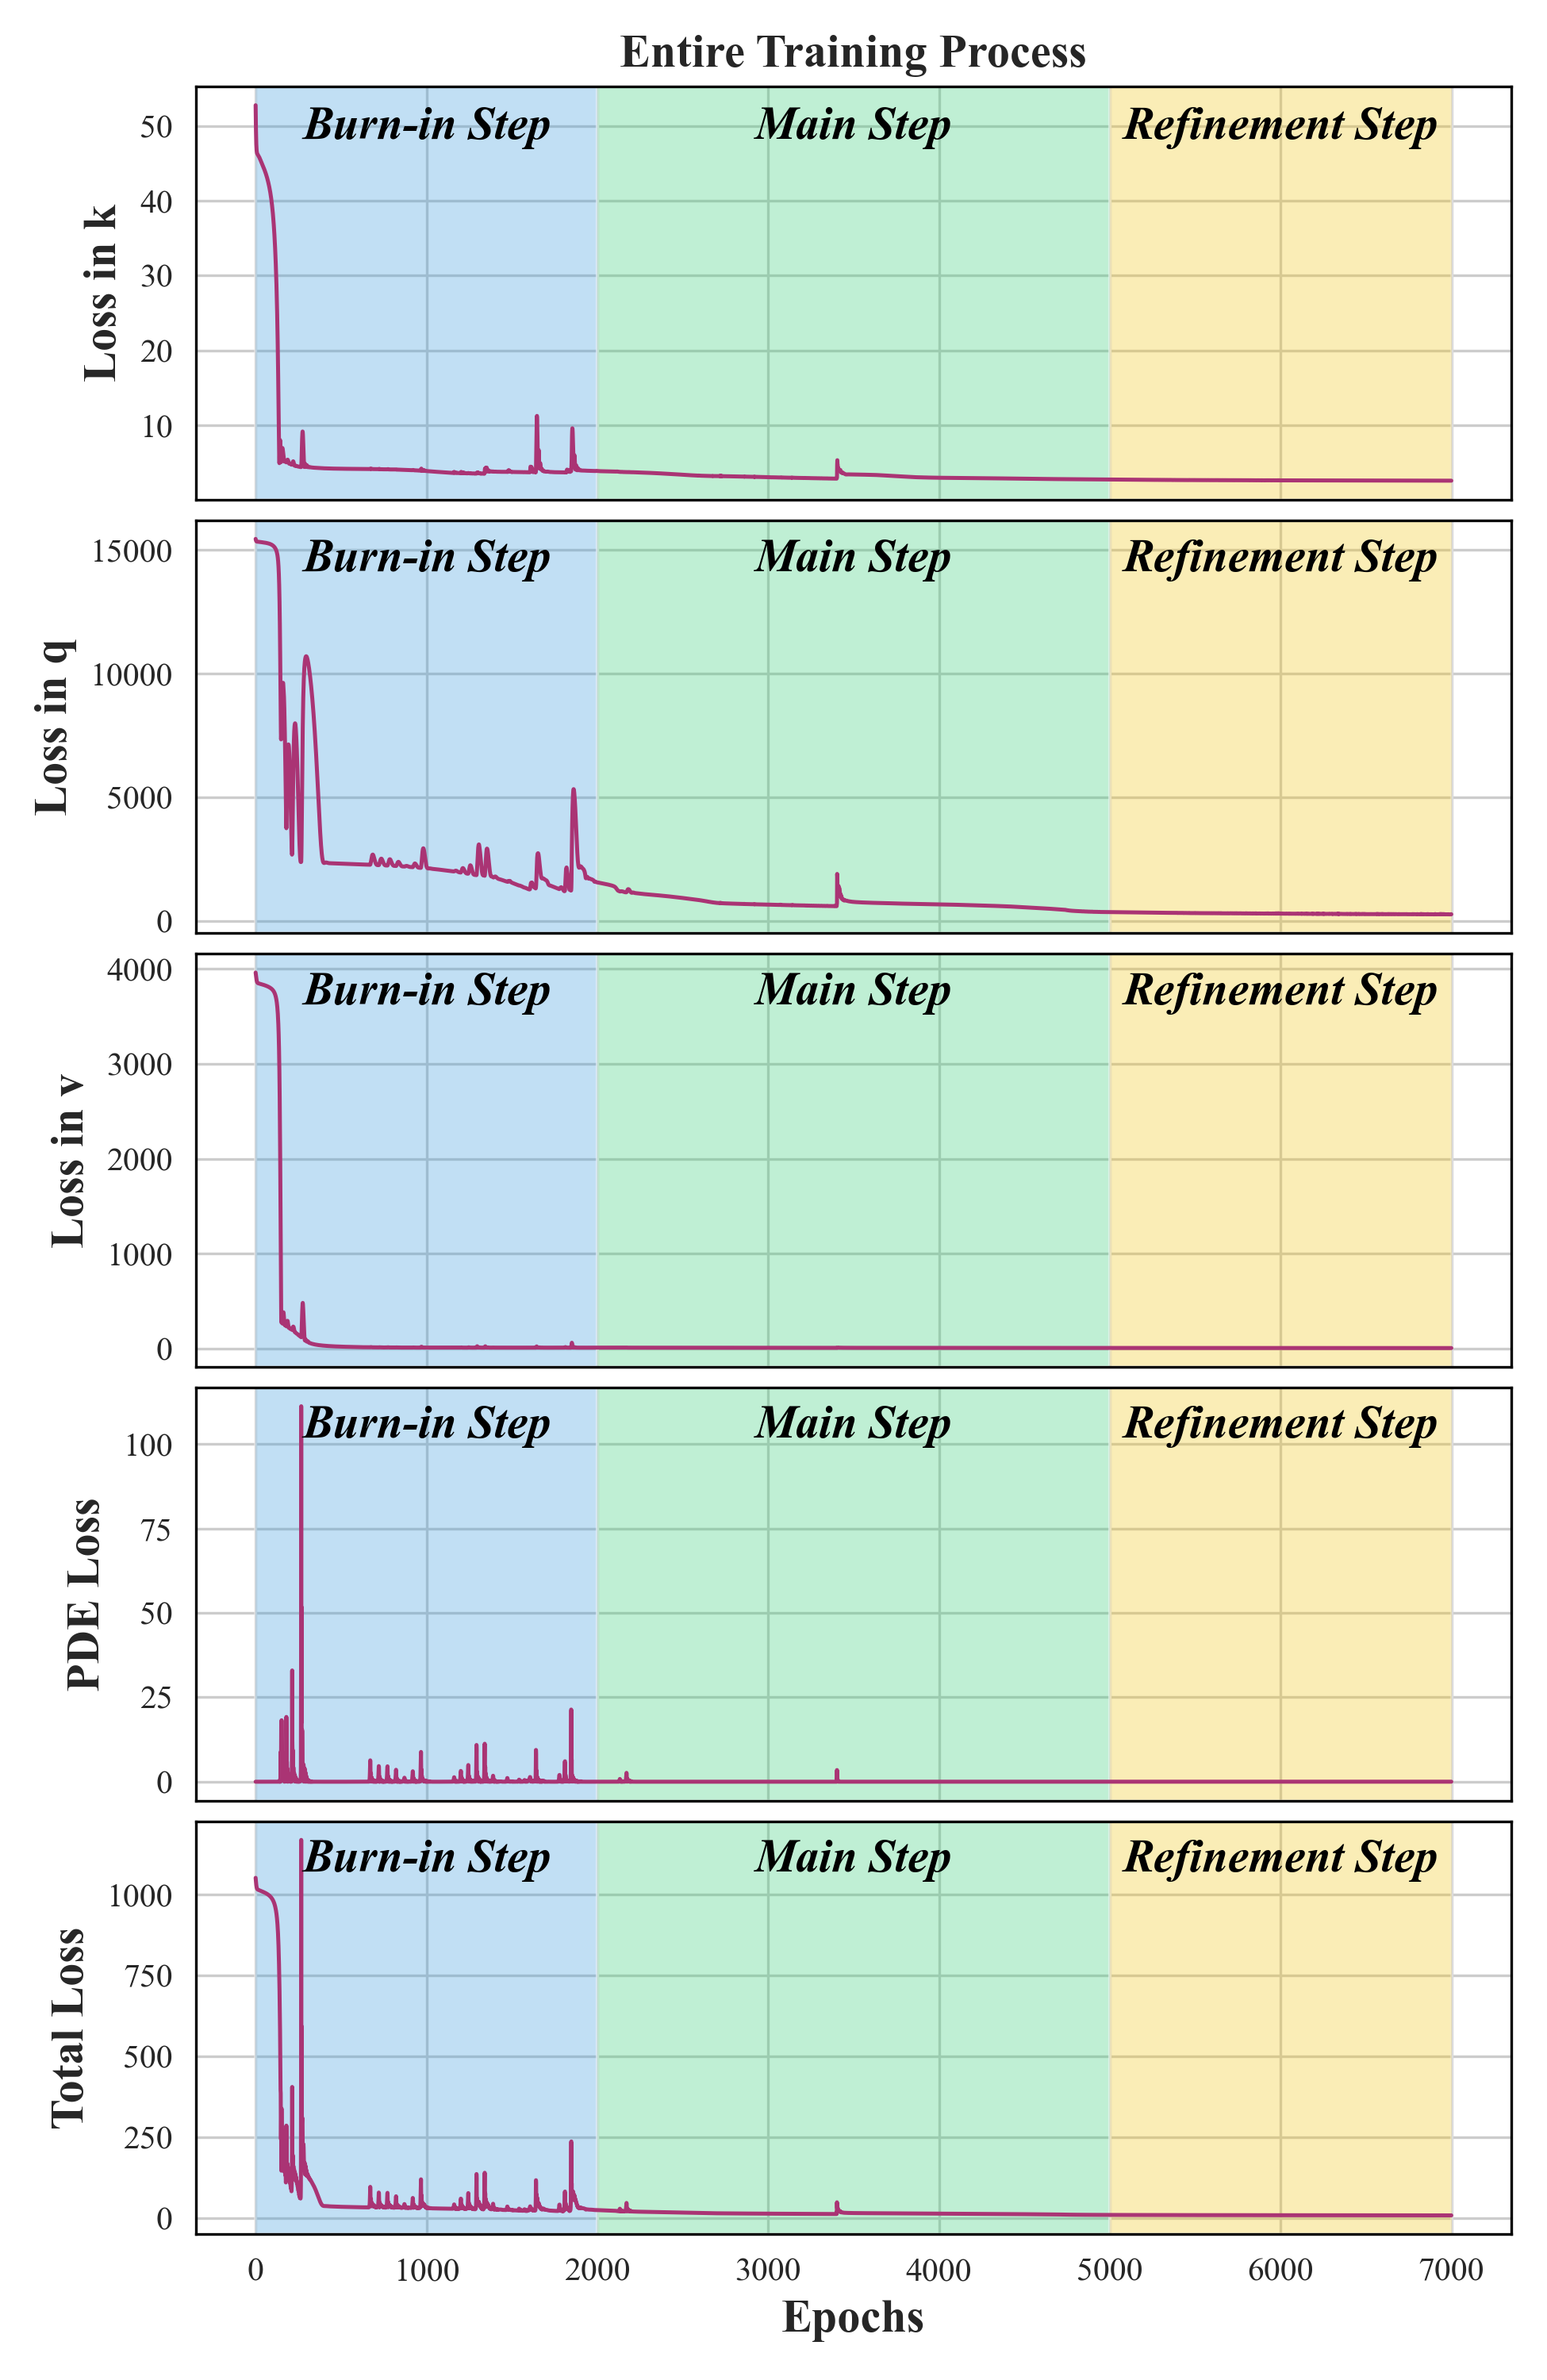 Entire Training Process
Loss in k
50
40
30
20
10
Burn-in Step
Main Step
Refinement Step
Loss in q
15000
10000
5000
0
Burn-in Step
Main Step
Refinement Step
Loss in v
4000
3000
2000
1000
0
Burn-in Step
Main Step
Refinement Step
PDE Loss
100
75
50
25
0
Burn-in Step
Main Step
Refinement Step
Total Loss
1000
750
500
250
0
Burn-in Step
Main Step
Refinement Step
0 1000 2000 3000 4000 5000 6000 7000
Epochs